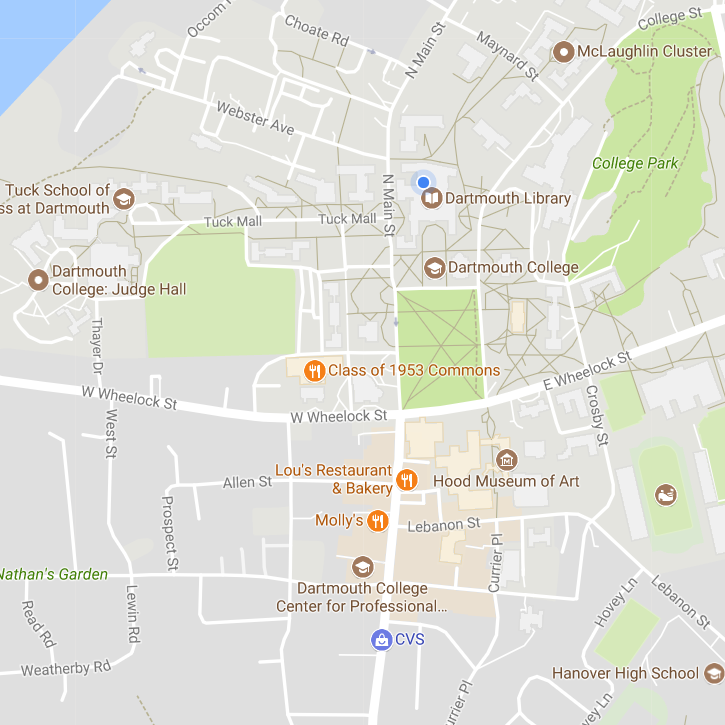 Occom R
Choate Rd
N Main St
College St
Maynard St
McLaughlin Cluster
Webster Ave
College Park
Tuck School of
ss at Dartmouth
N Main St
Dartmouth Library
Tuck Mall
Tuck Mall
Dartmouth
College: Judge Hall
Dartmouth College
Thayer Dr
Class of 1953 Commons
E Wheelock St
W Wheelock St
W Wheelock St
Crosby St
West St
Lou's Restaurant
& Bakery
Hood Museum of Art
Allen St
Prospect St
Molly's
Lebanon St
Currier Pl
Nathan's Garden
Dartmouth College
Center for Professional...
Hovey Ln
Lebanon St
Read Rd
Lewin Rd
CVS
Weatherby Rd
Hanover High School
urrier Pl
vey Ln